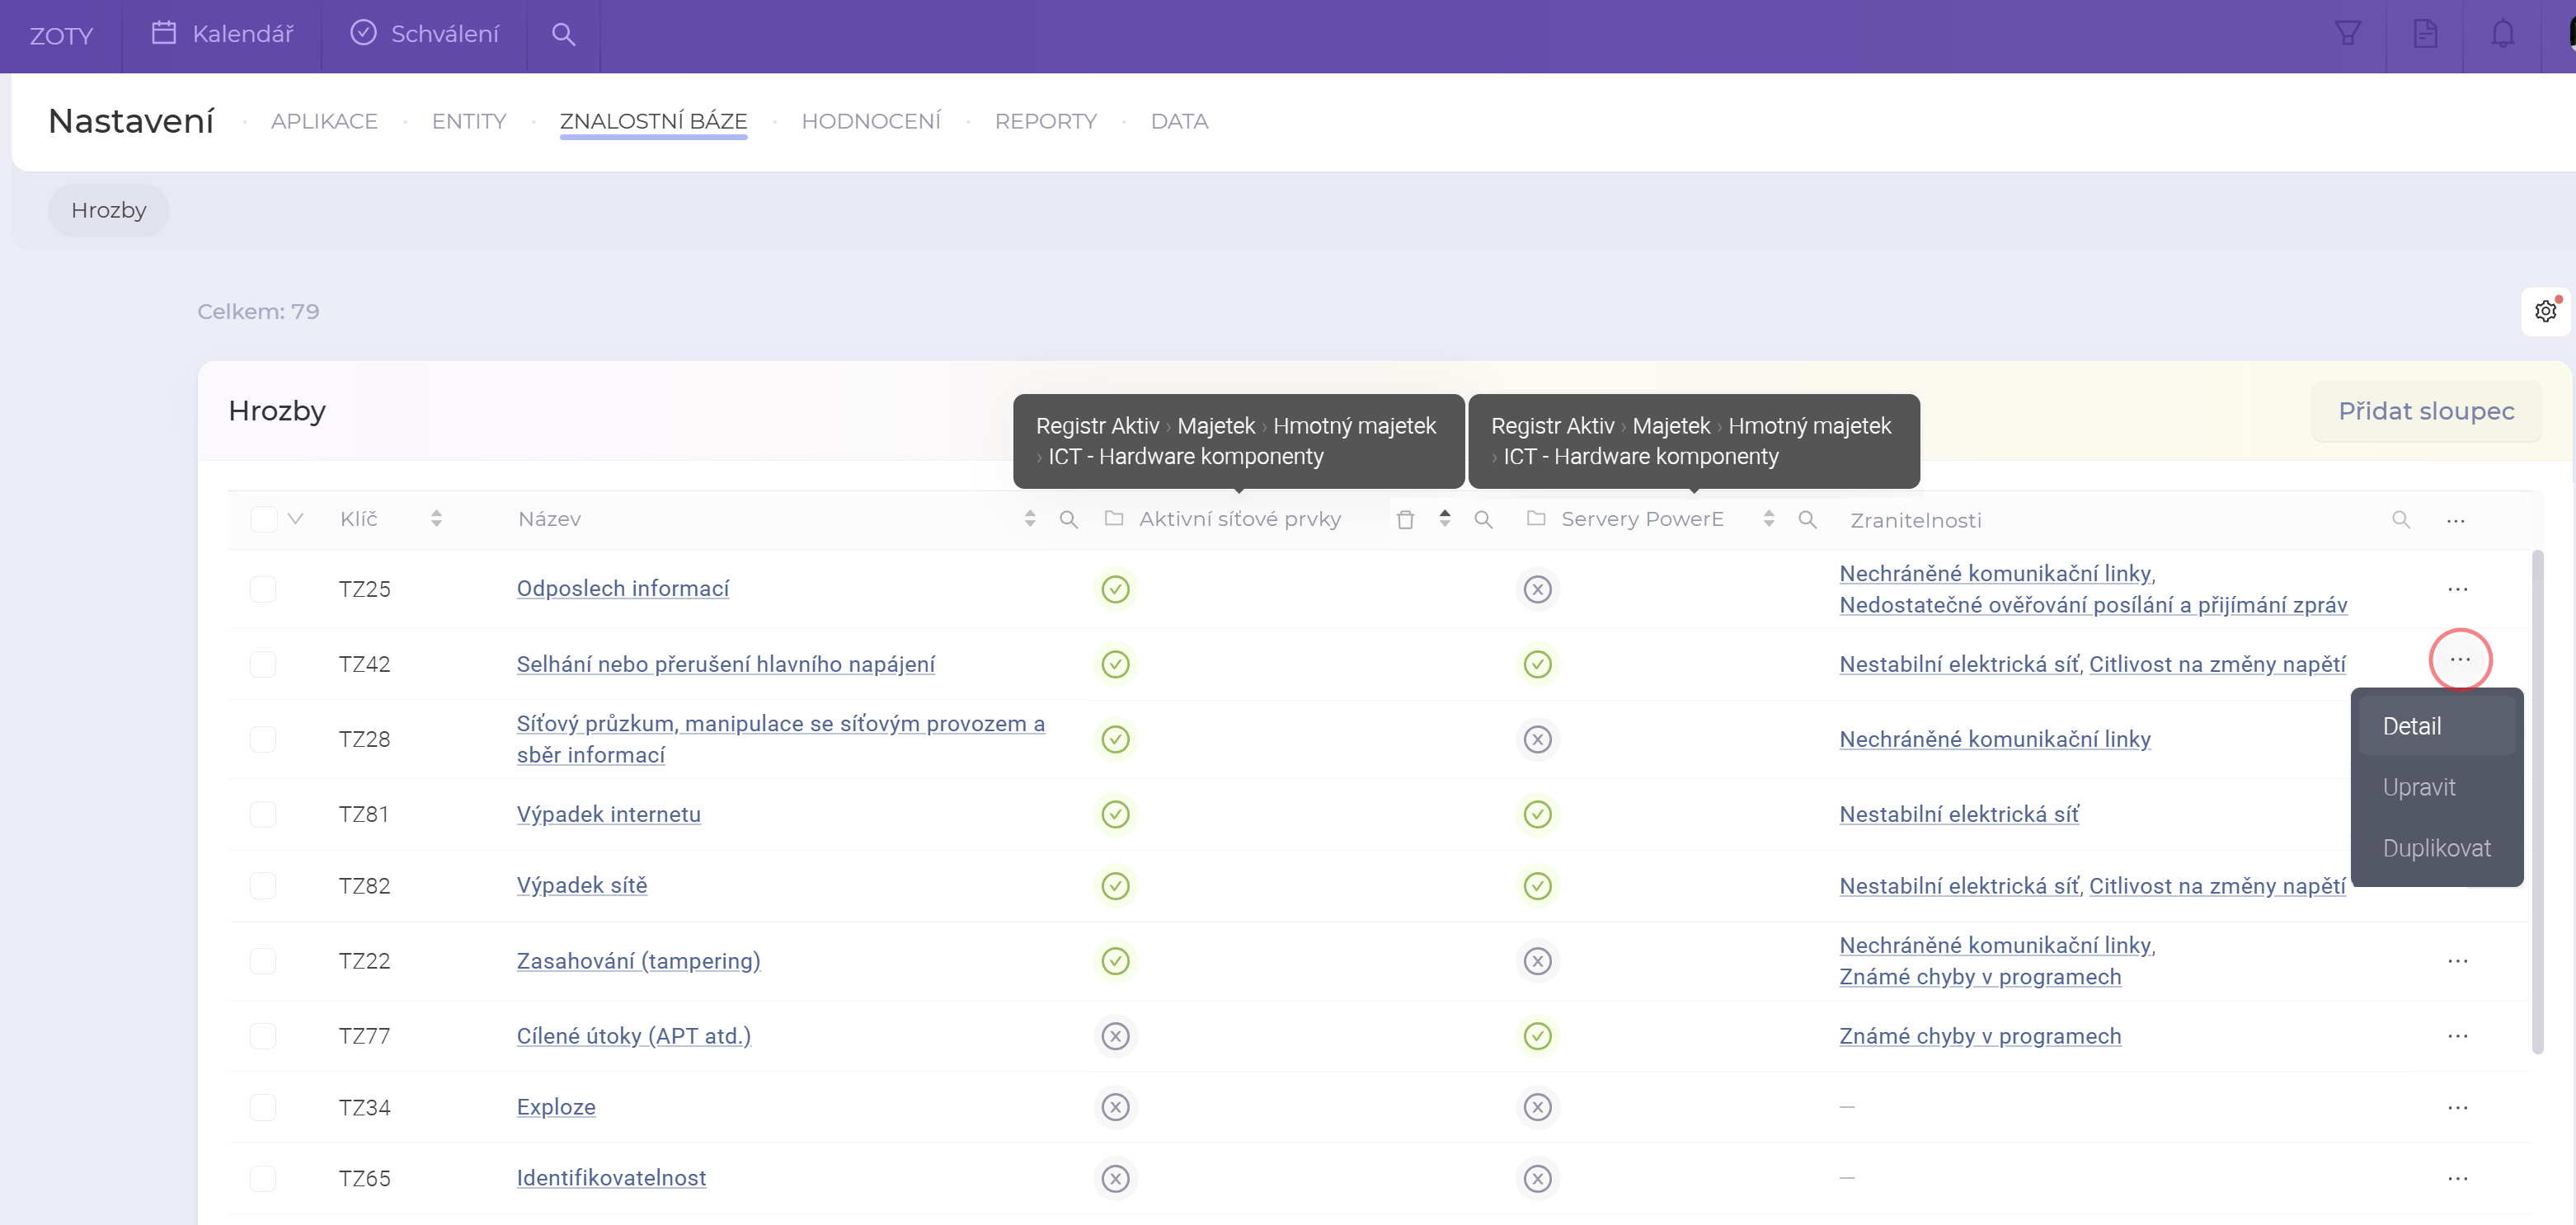 ZOTY Kalendář Schválení
Nastavení · APLIKACE · ENTITY · ZNALOSTNÍ BÁZE · HODNOCENÍ · REPORTY · DATA
Hrozby
Celkem: 79
Hrozby
Přidat sloupec
Registr Aktiv › Majetek › Hmotný majetek
› ICT - Hardware komponenty
Registr Aktiv › Majetek › Hmotný majetek
› ICT - Hardware komponenty
Klíč Název Aktivní síťové prvky Servery PowerE Zranitelnosti ...
TZ25 Odposlech informací Nechráněné komunikační linky,
Nedostatečné ověřování posílání a přijímání zpráv ...
TZ42 Selhání nebo přerušení hlavního napájení Nestabilní elektrická síť, Citlivost na změny napětí ...
Detail
Upravit
Duplikovat
TZ28 Síťový průzkum, manipulace se síťovým provozem a
sběr informací Nechráněné komunikační linky
TZ81 Výpadek internetu Nestabilní elektrická síť
TZ82 Výpadek sítě Nestabilní elektrická síť, Citlivost na změny napětí
TZ22 Zasahování (tampering) Nechráněné komunikační linky,
Známé chyby v programech ...
TZ77 Cílené útoky (APT atd.) Známé chyby v programech ...
TZ34 Exploze — ...
TZ65 Identifikovatelnost — ...